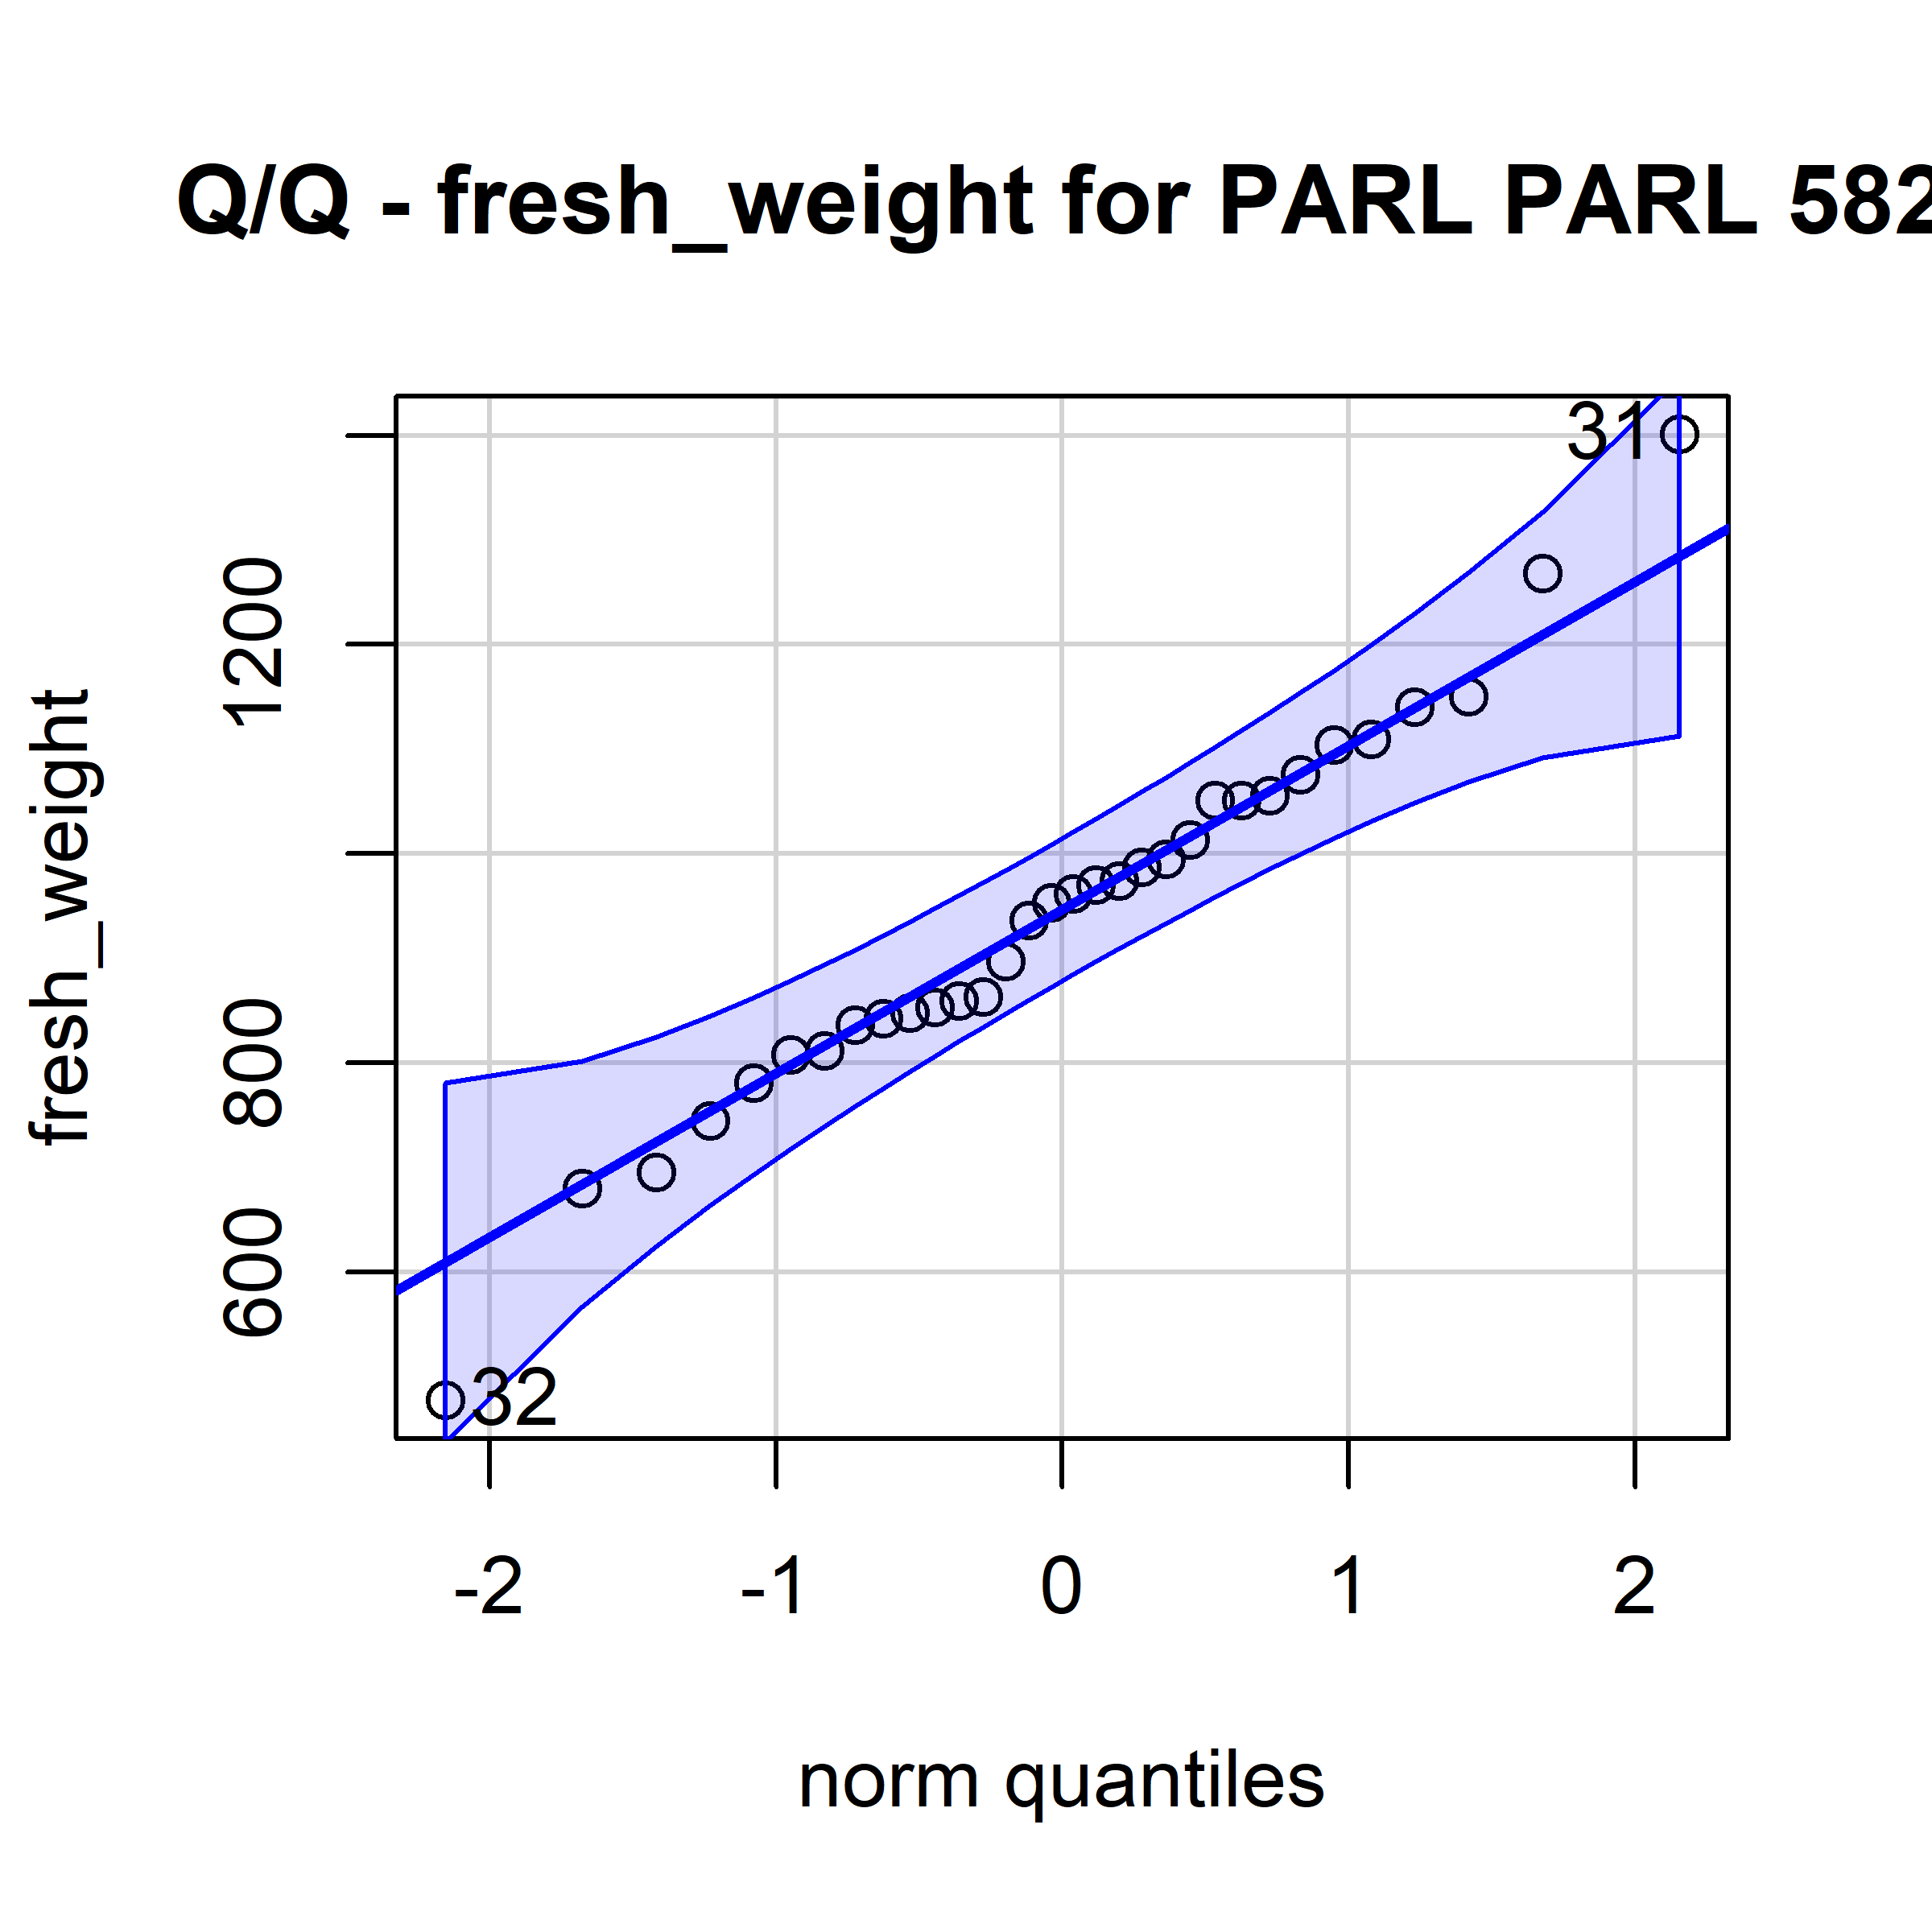 Q/Q - fresh_weight for PARL PARL 582
31
1200
fresh_weight
800
600
32
-2 -1 0 1 2
norm quantiles